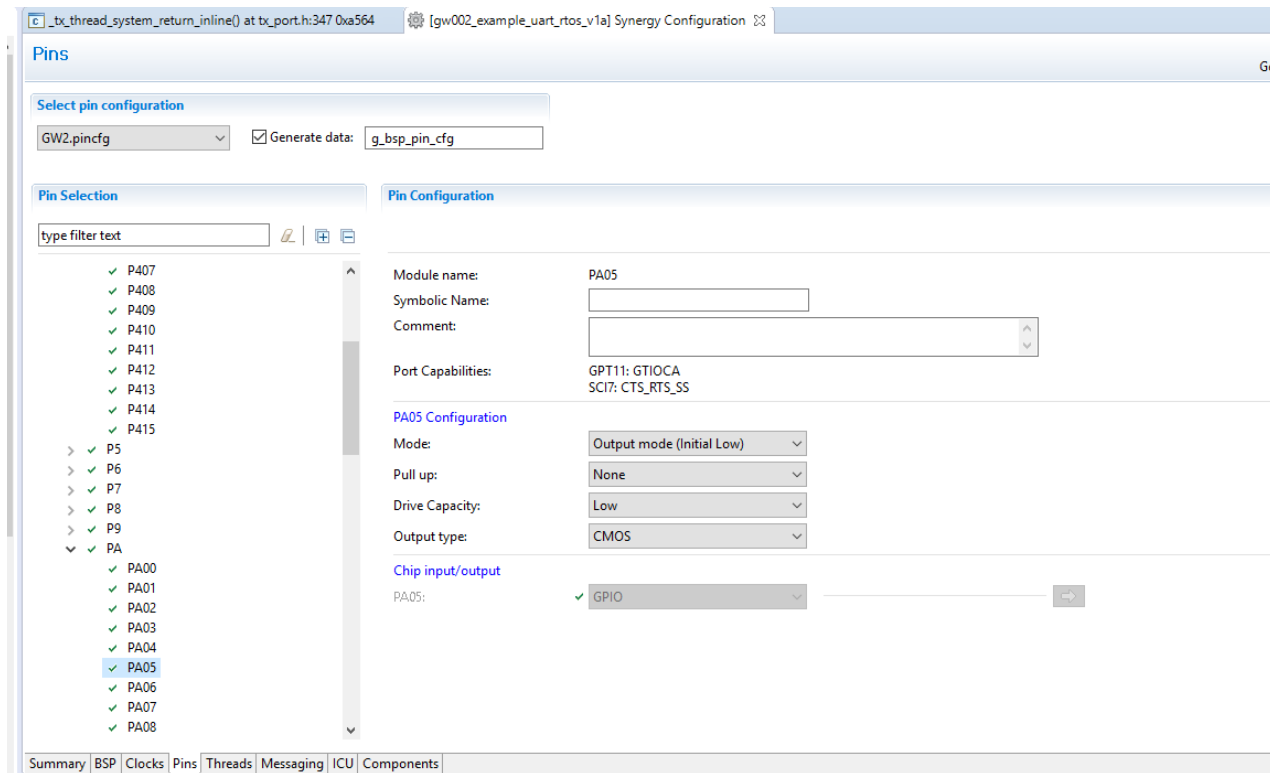 _tx_thread_system_return_inline() at tx_port.h:347 0xa564
[gw002_example_uart_rtos_v1a] Synergy Configuration
Pins
Ge
Select pin configuration
GW2.pincfg
Generate data:
g_bsp_pin_cfg
Pin Selection
type filter text
P407
P408
P409
P410
P411
P412
P413
P414
P415
P5
P6
P7
P8
P9
PA
PA00
PA01
PA02
PA03
PA04
PA05
PA06
PA07
PA08
Pin Configuration
Module name: PA05
Symbolic Name:
Comment:
Port Capabilities: GPT11: GTIOCA
SCI7: CTS_RTS_SS
PA05 Configuration
Mode: Output mode (Initial Low)
Pull up: None
Drive Capacity: Low
Output type: CMOS
Chip input/output
PA05: GPIO
Summary BSP Clocks Pins Threads Messaging ICU Components